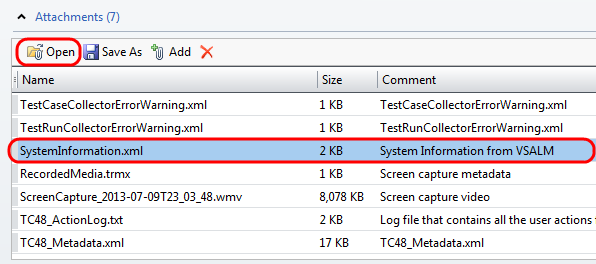 Attachments (7)
Open Save As Add
Name Size Comment
TestCaseCollectorErrorWarning.xml 1 KB TestCaseCollectorErrorWarning.xml
TestRunCollectorErrorWarning.xml 1 KB TestRunCollectorErrorWarning.xml
SystemInformation.xml 2 KB System Information from VSALM
RecordedMedia.trmx 1 KB Screen capture metadata
ScreenCapture_2013-07-09T23_03_48.wmv 8,078 KB Screen capture video
TC48_ActionLog.txt 2 KB Log file that contains all the user actions t
TC48_Metadata.xml 17 KB TC48_Metadata.xml